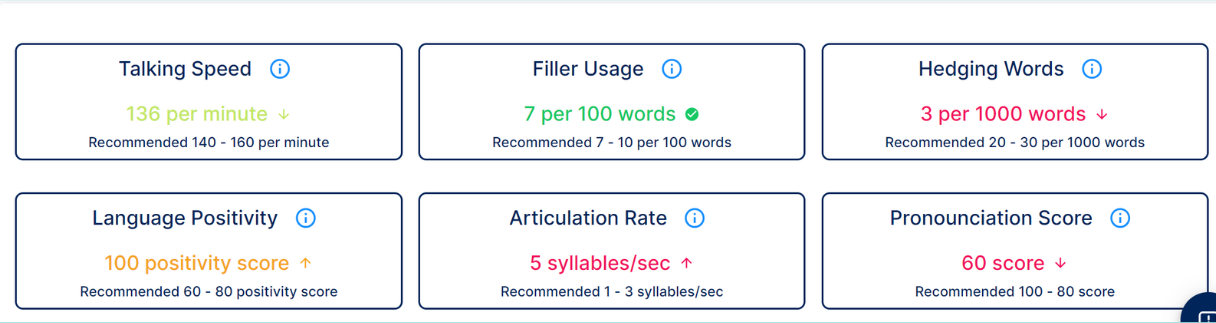 Talking Speed
136 per minute
Recommended 140 - 160 per minute
Filler Usage
7 per 100 words
Recommended 7 - 10 per 100 words
Hedging Words
3 per 1000 words
Recommended 20 - 30 per 1000 words
Language Positivity
100 positivity score
Recommended 60 - 80 positivity score
Articulation Rate
5 syllables/sec
Recommended 1 - 3 syllables/sec
Pronounciation Score
60 score
Recommended 100 - 80 score